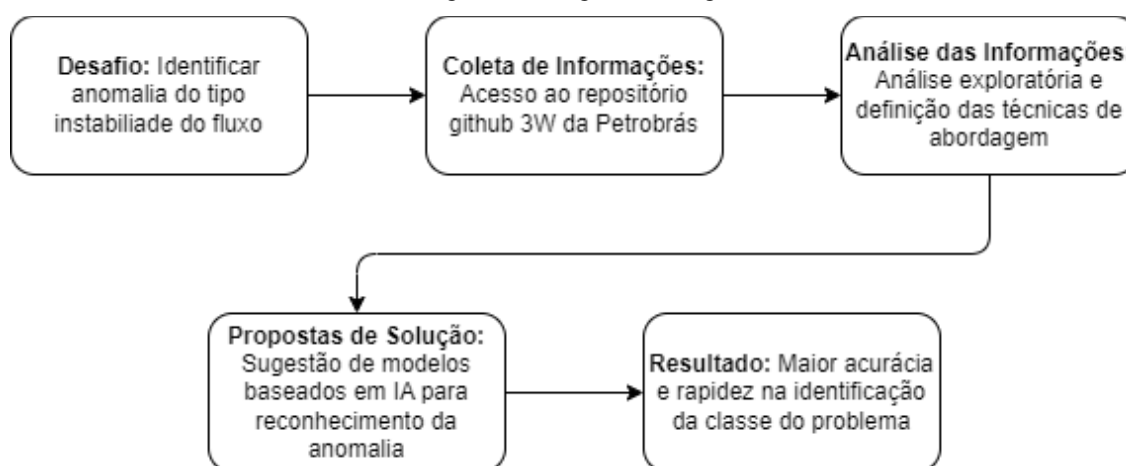 Desafio: Identificar
anomalia do tipo
instabiliade do fluxo
Coleta de Informações:
Acesso ao repositório
github 3W da Petrobrás
Análise das Informações
Análise exploratória e
definição das técnicas de
abordagem
Propostas de Solução:
Sugestão de modelos
baseados em IA para
reconhecimento da
anomalia
Resultado: Maior acurácia
e rapidez na identificação
da classe do problema